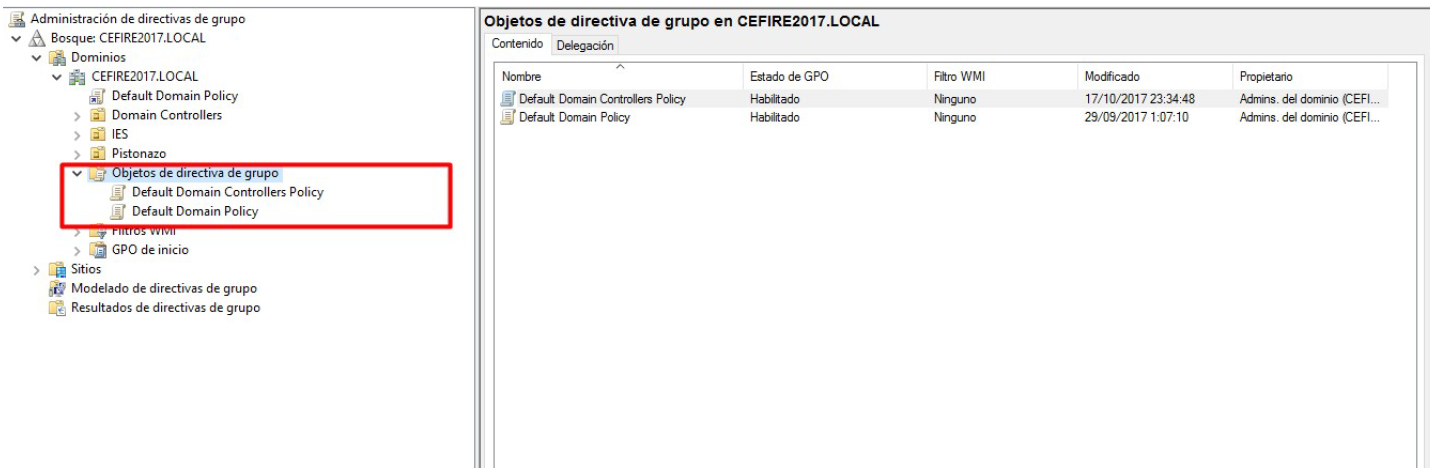 Administración de directivas de grupo
Bosque: CEFIRE2017.LOCAL
Dominios
CEFIRE2017.LOCAL
Default Domain Policy
Domain Controllers
IES
Pistonazo
Objetos de directiva de grupo
Default Domain Controllers Policy
Default Domain Policy
Filtros WMI
GPO de inicio
Sitios
Modelado de directivas de grupo
Resultados de directivas de grupo
Objetos de directiva de grupo en CEFIRE2017.LOCAL
Contenido Delegación
Nombre Estado de GPO Filtro WMI Modificado Propietario
Default Domain Controllers Policy Habilitado Ninguno 17/10/2017 23:34:48 Admins. del dominio (CEFI...
Default Domain Policy Habilitado Ninguno 29/09/2017 1:07:10 Admins. del dominio (CEFI...